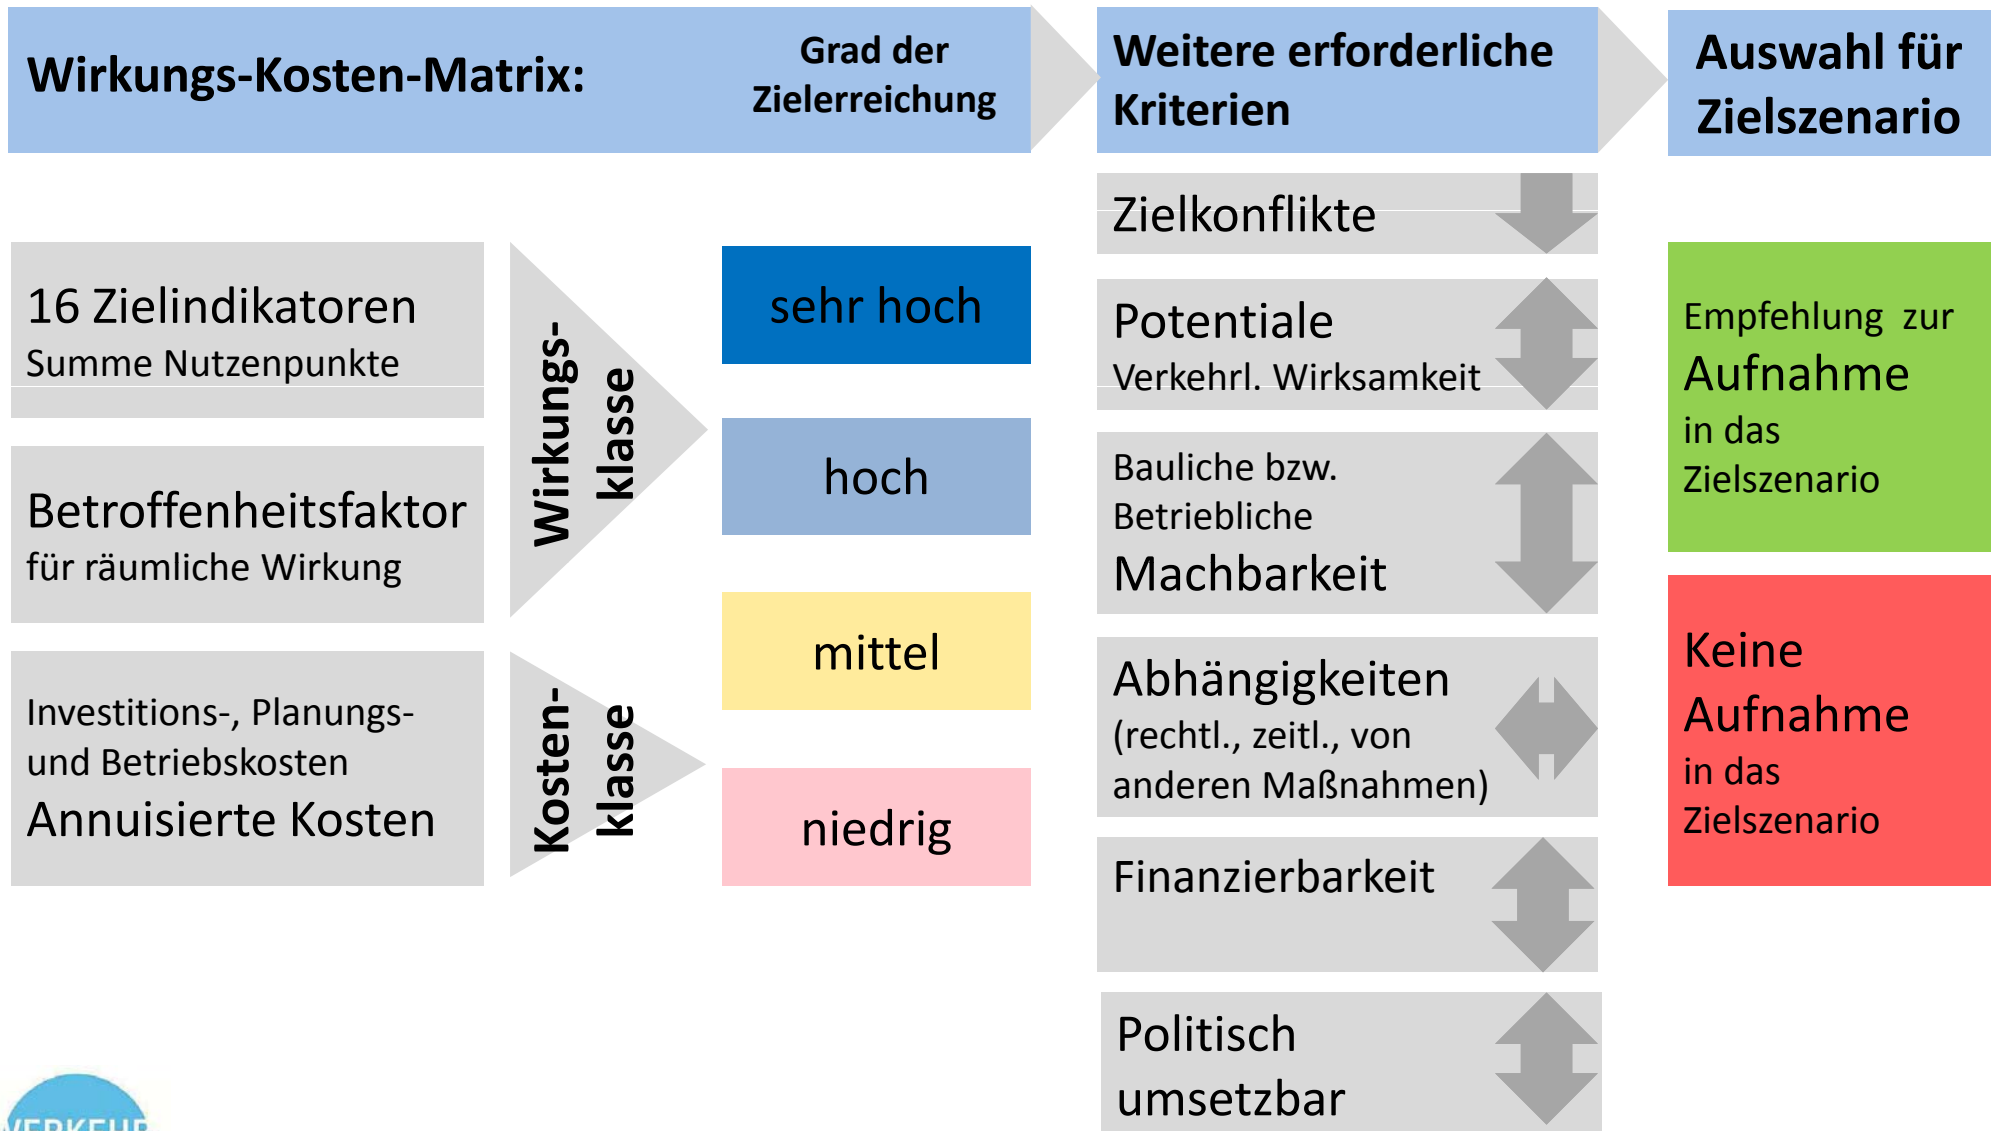 Wirkungs-Kosten-Matrix:
Grad der
Zielerreichung
Weitere erforderliche
Kriterien
Auswahl für
Zielszenario
16 Zielindikatoren
Summe Nutzenpunkte
Betroffenheitsfaktor
für räumliche Wirkung
Investitions-, Planungs-
und Betriebskosten
Annuisierte Kosten
Wirkungs-
klasse
Kosten-
klasse
sehr hoch
hoch
mittel
niedrig
Zielkonflikte
Potentiale
Verkehrl. Wirksamkeit
Bauliche bzw.
Betriebliche
Machbarkeit
Abhängigkeiten
(rechtl., zeitl., von
anderen Maßnahmen)
Finanzierbarkeit
Politisch
umsetzbar
Empfehlung zur
Aufnahme
in das
Zielszenario
Keine
Aufnahme
in das
Zielszenario
VERKEHR